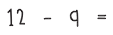 12 - 9 =